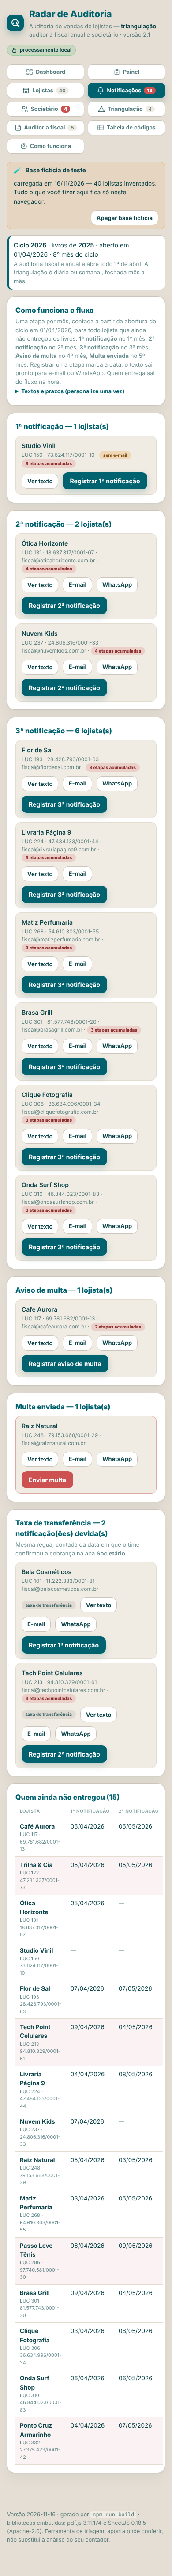 Radar de Auditoria
Auditoria de vendas de lojistas — triangulação,
auditoria fiscal anual e societário · versão 2.1
processamento local
Dashboard
Painel
Lojistas 40
Notificações 13
Societário 4
Triangulação 4
Auditoria fiscal 5
Tabela de códigos
Como funciona
Base fictícia de teste
carregada em 16/11/2026 — 40 lojistas inventados.
Tudo o que você fizer aqui fica só neste
navegador.
Apagar base fictícia
Ciclo 2026 · livros de 2025 · aberto em
01/04/2026 · 8º mês do ciclo
A auditoria fiscal é anual e abre todo 1º de abril. A
triangulação é diária ou semanal, fechada mês a
mês.
Como funciona o fluxo
Uma etapa por mês, contada a partir da abertura do
ciclo em 01/04/2026, para todo lojista que ainda
não entregou os livros: 1ª notificação no 1º mês, 2ª
notificação no 2º mês, 3ª notificação no 3º mês,
Aviso de multa no 4º mês, Multa enviada no 5º
mês. Registrar uma etapa marca a data; o texto sai
pronto para e-mail ou WhatsApp. Quem entrega sai
do fluxo na hora.
Textos e prazos (personalize uma vez)
1ª notificação — 1 lojista(s)
Studio Vinil
LUC 150 · 73.624.117/0001-10 · sem e-mail
5 etapas acumuladas
Ver texto
Registrar 1ª notificação
2ª notificação — 2 lojista(s)
Ótica Horizonte
LUC 131 · 18.637.317/0001-07 ·
fiscal@oticahorizonte.com.br ·
4 etapas acumuladas
Ver texto
E-mail
WhatsApp
Registrar 2ª notificação
Nuvem Kids
LUC 237 · 24.806.316/0001-33 ·
fiscal@nuvemkids.com.br · 4 etapas acumuladas
Ver texto
E-mail
WhatsApp
Registrar 2ª notificação
3ª notificação — 6 lojista(s)
Flor de Sal
LUC 193 · 28.428.793/0001-63 ·
fiscal@flordesal.com.br · 3 etapas acumuladas
Ver texto
E-mail
WhatsApp
Registrar 3ª notificação
Livraria Página 9
LUC 224 · 47.484.133/0001-44 ·
fiscal@livrariapagina9.com.br ·
3 etapas acumuladas
Ver texto
E-mail
Registrar 3ª notificação
Matiz Perfumaria
LUC 268 · 54.610.303/0001-55 ·
fiscal@matizperfumaria.com.br ·
3 etapas acumuladas
Ver texto
E-mail
WhatsApp
Registrar 3ª notificação
Brasa Grill
LUC 301 · 81.577.743/0001-20 ·
fiscal@brasagrill.com.br · 3 etapas acumuladas
Ver texto
E-mail
WhatsApp
Registrar 3ª notificação
Clique Fotografia
LUC 308 · 36.634.996/0001-34 ·
fiscal@cliquefotografia.com.br ·
3 etapas acumuladas
Ver texto
E-mail
WhatsApp
Registrar 3ª notificação
Onda Surf Shop
LUC 310 · 46.844.023/0001-63 ·
fiscal@ondasurfshop.com.br ·
3 etapas acumuladas
Ver texto
E-mail
WhatsApp
Registrar 3ª notificação
Aviso de multa — 1 lojista(s)
Café Aurora
LUC 117 · 69.781.662/0001-13 ·
fiscal@cafeaurora.com.br · 2 etapas acumuladas
Ver texto
E-mail
WhatsApp
Registrar aviso de multa
Multa enviada — 1 lojista(s)
Raiz Natural
LUC 248 · 79.153.668/0001-29 ·
fiscal@raiznatural.com.br ·
Ver texto
E-mail
WhatsApp
Enviar multa
Taxa de transferência — 2
notificação(ões) devida(s)
Mesma régua, contada da data em que o time
confirmou a cobrança na aba Societário.
Bela Cosméticos
LUC 101 · 11.222.333/0001-81 ·
fiscal@belacosmeticos.com.br ·
taxa de transferência
Ver texto
E-mail
WhatsApp
Registrar 1ª notificação
Tech Point Celulares
LUC 213 · 94.810.329/0001-81 ·
fiscal@techpointcelulares.com.br ·
3 etapas acumuladas
taxa de transferência
Ver texto
E-mail
WhatsApp
Registrar 2ª notificação
Quem ainda não entregou (15)
LOJISTA 1ª NOTIFICAÇÃO 2ª NOTIFICAÇÃO
Café Aurora 05/04/2026 05/05/2026
LUC 117 ·
69.781.662/0001-
13
Trilha & Cia 05/04/2026 05/05/2026
LUC 122 ·
47.231.337/0001-
73
Ótica
Horizonte 05/04/2026 —
LUC 131 ·
18.637.317/0001-
07
Studio Vinil — —
LUC 150 ·
73.624.117/0001-
10
Flor de Sal 07/04/2026 07/05/2026
LUC 193 ·
28.428.793/0001-
63
Tech Point
Celulares 09/04/2026 04/05/2026
LUC 213 ·
94.810.329/0001-
81
Livraria
Página 9 04/04/2026 08/05/2026
LUC 224 ·
47.484.133/0001-
44
Nuvem Kids 07/04/2026 —
LUC 237 ·
24.806.316/0001-
33
Raiz Natural 05/04/2026 03/05/2026
LUC 248 ·
79.153.668/0001-
29
Matiz
Perfumaria 03/04/2026 05/05/2026
LUC 268 ·
54.610.303/0001-
55
Passo Leve
Tênis 06/04/2026 09/05/2026
LUC 286 ·
97.740.581/0001-
30
Brasa Grill 09/04/2026 04/05/2026
LUC 301 ·
81.577.743/0001-
20
Clique
Fotografia 03/04/2026 08/05/2026
LUC 308 ·
36.634.996/0001-
34
Onda Surf
Shop 06/04/2026 06/05/2026
LUC 310 ·
46.844.023/0001-
63
Ponto Cruz
Armarinho 04/04/2026 07/05/2026
LUC 332 ·
27.375.423/0001-
42
Versão 2026-11-16 · gerado por npm run build ·
bibliotecas embutidas: pdf.js 3.11.174 e SheetJS 0.18.5
(Apache-2.0). Ferramenta de triagem: aponta onde conferir,
não substitui a análise do seu contador.